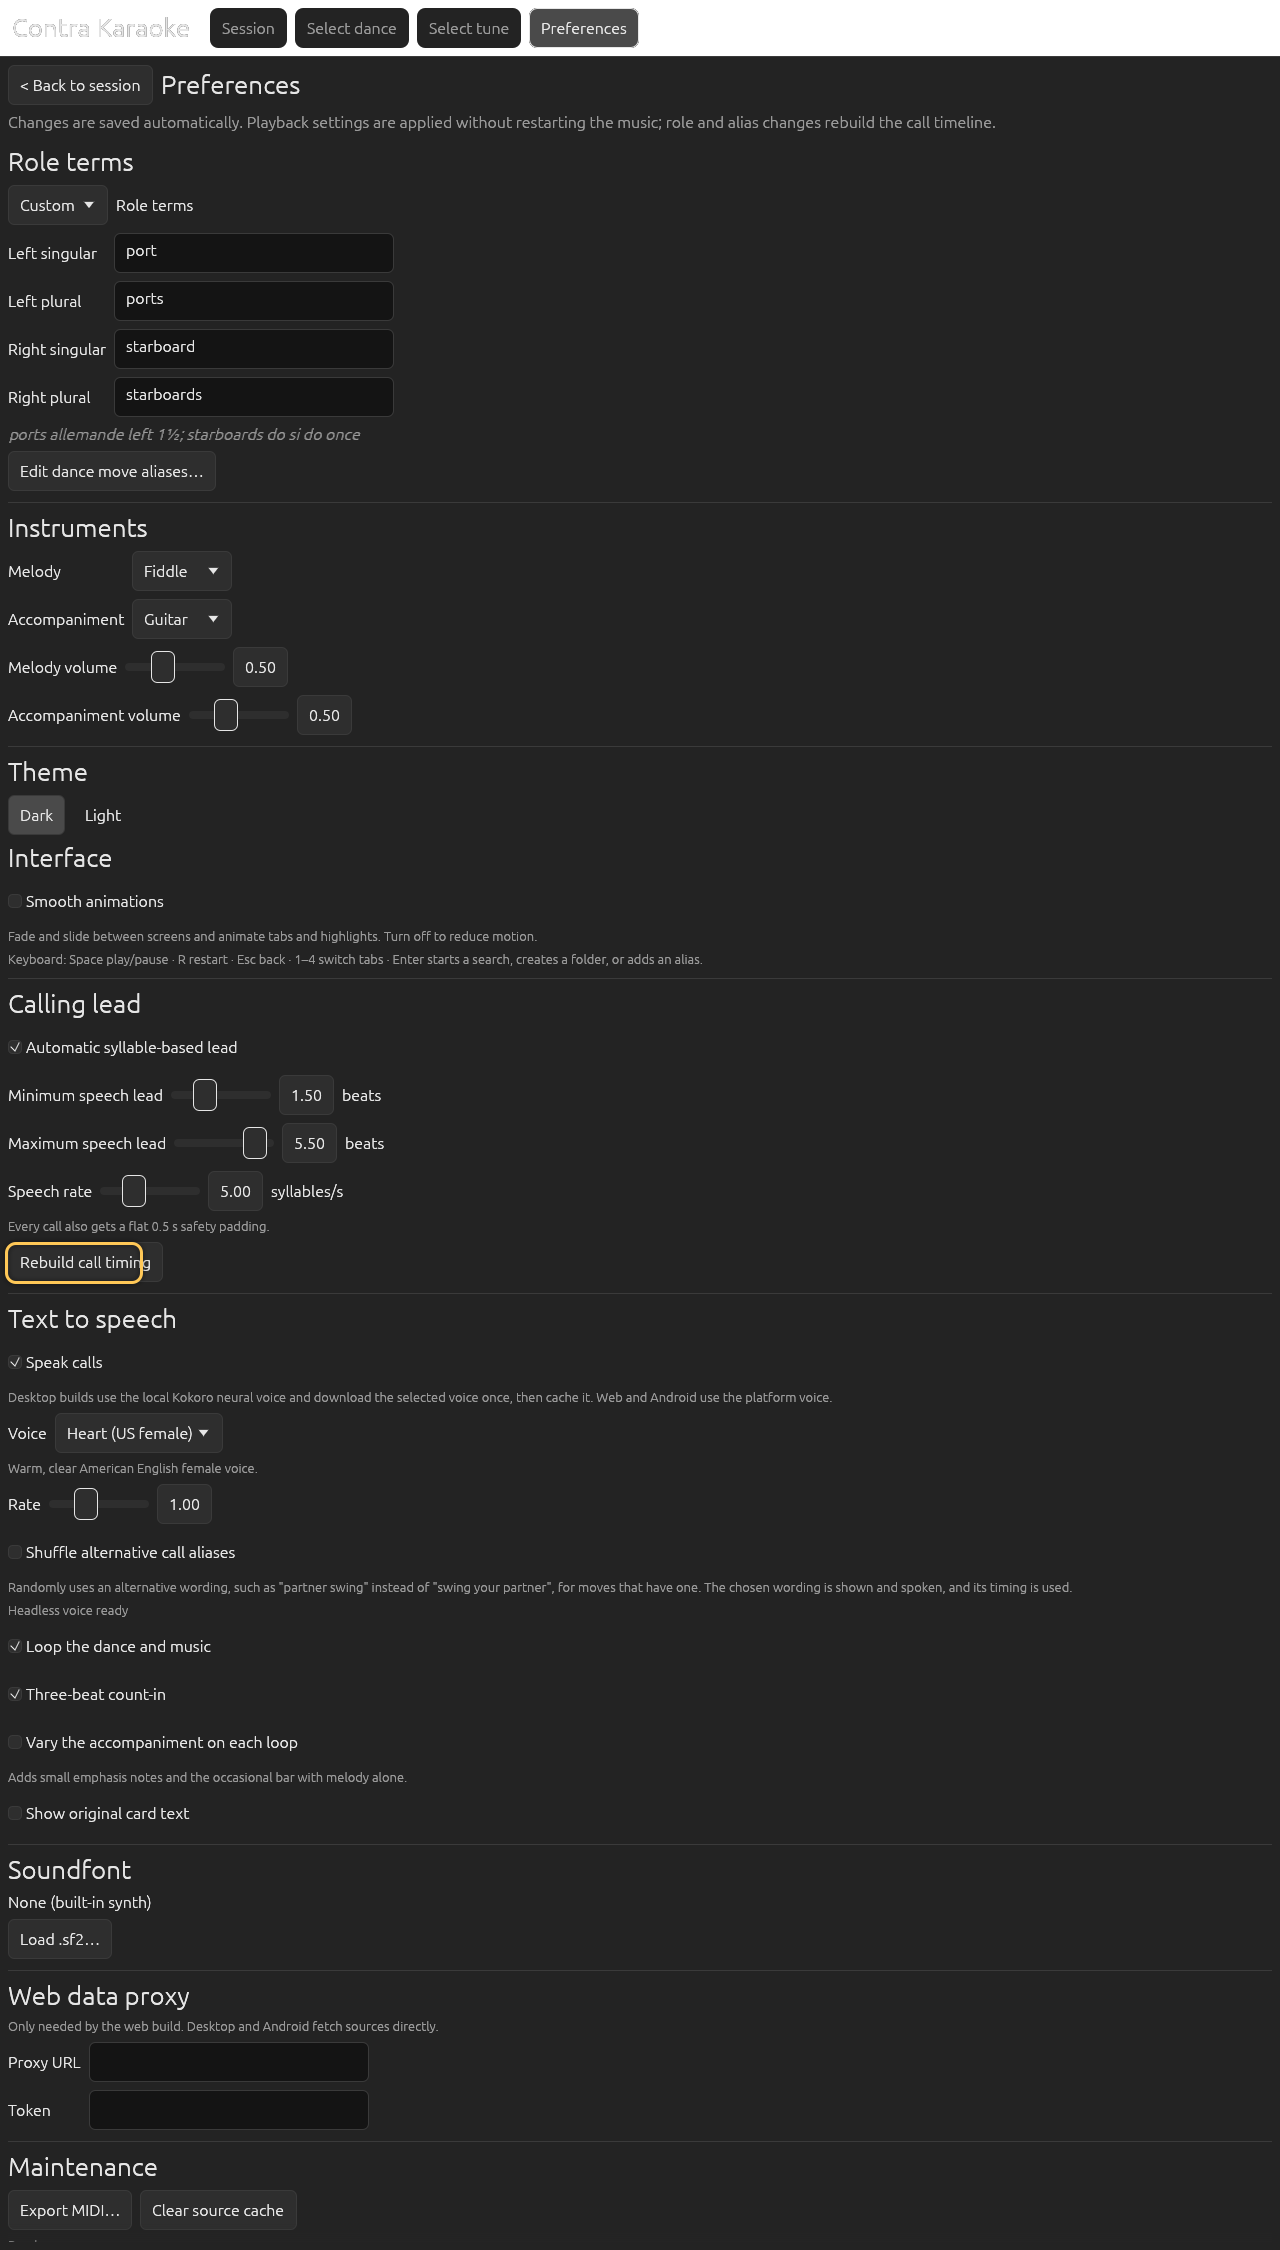 Contra Karaoke Session Select dance Select tune Preferences
< Back to session Preferences
Changes are saved automatically. Playback settings are applied without restarting the music; role and alias changes rebuild the call timeline.
Role terms
Custom Role terms
Left singular port
Left plural ports
Right singular starboard
Right plural starboards
ports allemande left 1½; starboards do si do once
Edit dance move aliases...
Instruments
Melody Fiddle
Accompaniment Guitar
Melody volume 0.50
Accompaniment volume 0.50
Theme
Dark Light
Interface
Smooth animations
Fade and slide between screens and animate tabs and highlights. Turn off to reduce motion.
Keyboard: Space play/pause · R restart · Esc back · 1–4 switch tabs · Enter starts a search, creates a folder, or adds an alias.
Calling lead
Automatic syllable-based lead
Minimum speech lead 1.50 beats
Maximum speech lead 5.50 beats
Speech rate 5.00 syllables/s
Every call also gets a flat 0.5 s safety padding.
Rebuild call timing
Text to speech
Speak calls
Desktop builds use the local Kokoro neural voice and download the selected voice once, then cache it. Web and Android use the platform voice.
Voice Heart (US female)
Warm, clear American English female voice.
Rate 1.00
Shuffle alternative call aliases
Randomly uses an alternative wording, such as "partner swing" instead of "swing your partner", for moves that have one. The chosen wording is shown and spoken, and its timing is used.
Headless voice ready
Loop the dance and music
Three-beat count-in
Vary the accompaniment on each loop
Adds small emphasis notes and the occasional bar with melody alone.
Show original card text
Soundfont
None (built-in synth)
Load .sf2...
Web data proxy
Only needed by the web build. Desktop and Android fetch sources directly.
Proxy URL
Token
Maintenance
Export MIDI... Clear source cache